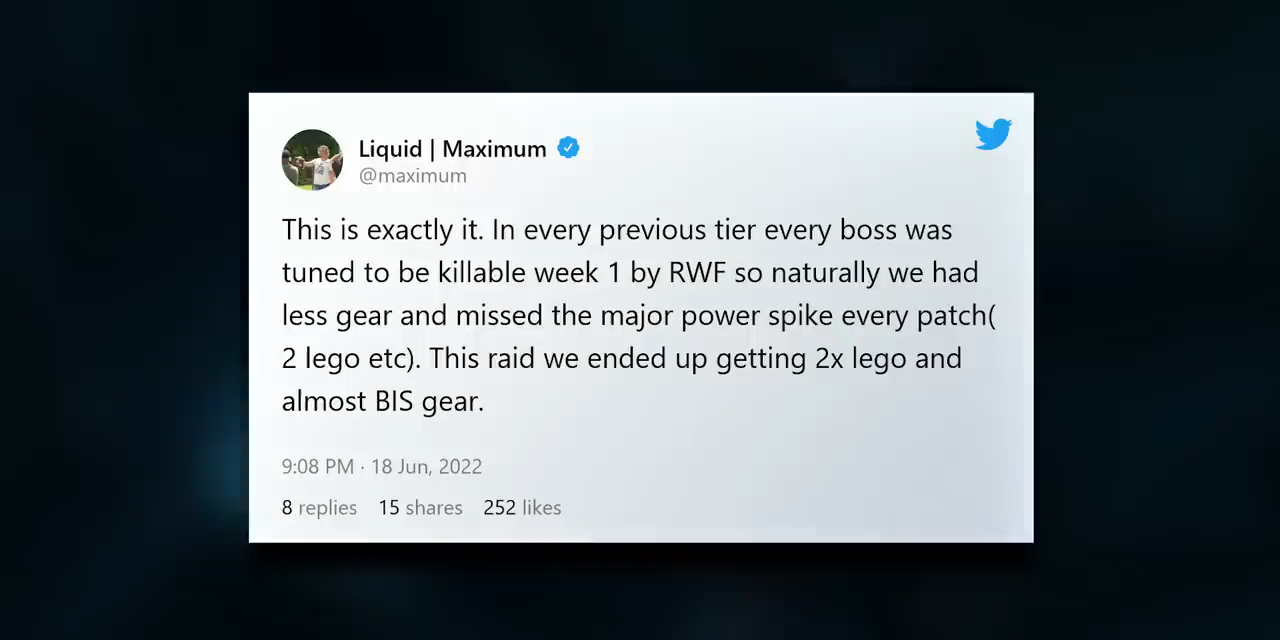 Liquid | Maximum
@maximum
This is exactly it. In every previous tier every boss was
tuned to be killable week 1 by RWF so naturally we had
less gear and missed the major power spike every patch(
2 lego etc). This raid we ended up getting 2x lego and
almost BIS gear.
9:08 PM · 18 Jun, 2022
8 replies 15 shares 252 likes